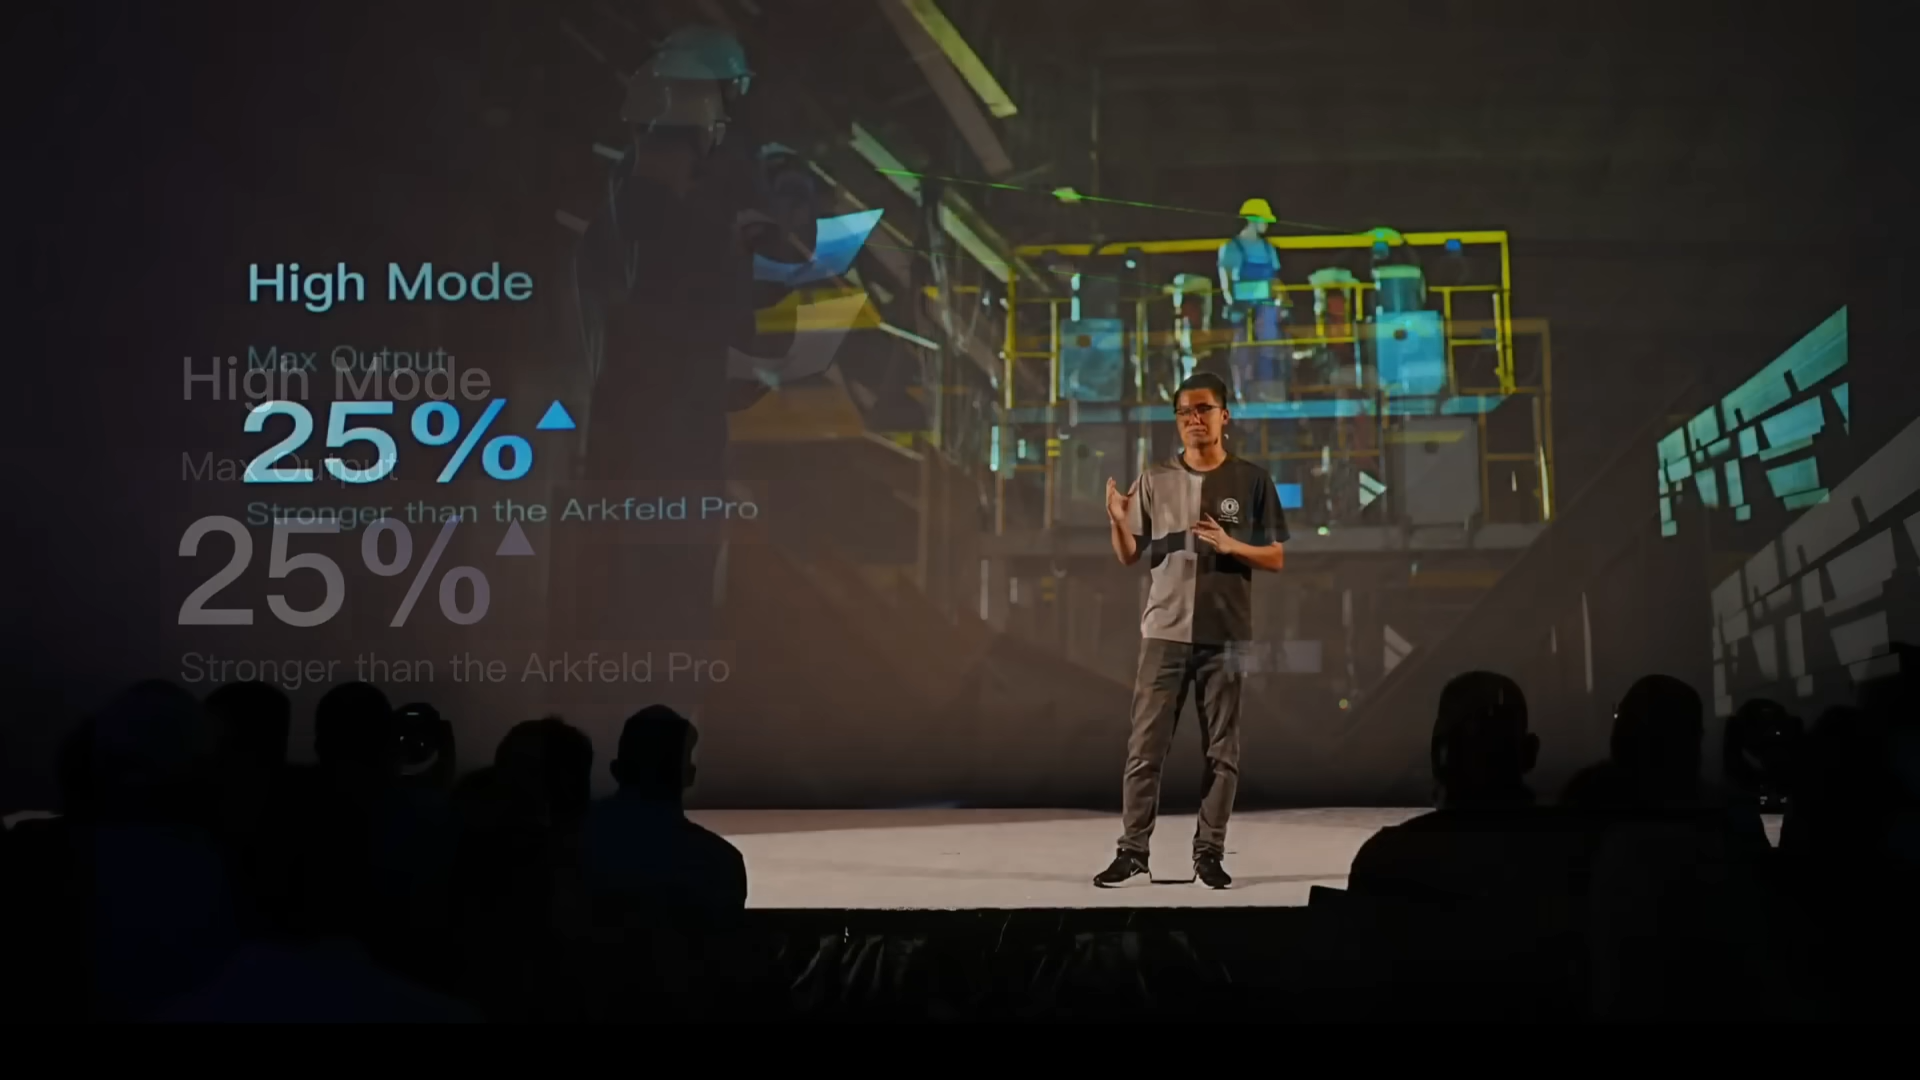 High Mode
Max Output
25%
Stronger than the Arkfeld Pro
High Mode
Max Output
25%
Stronger than the Arkfeld Pro